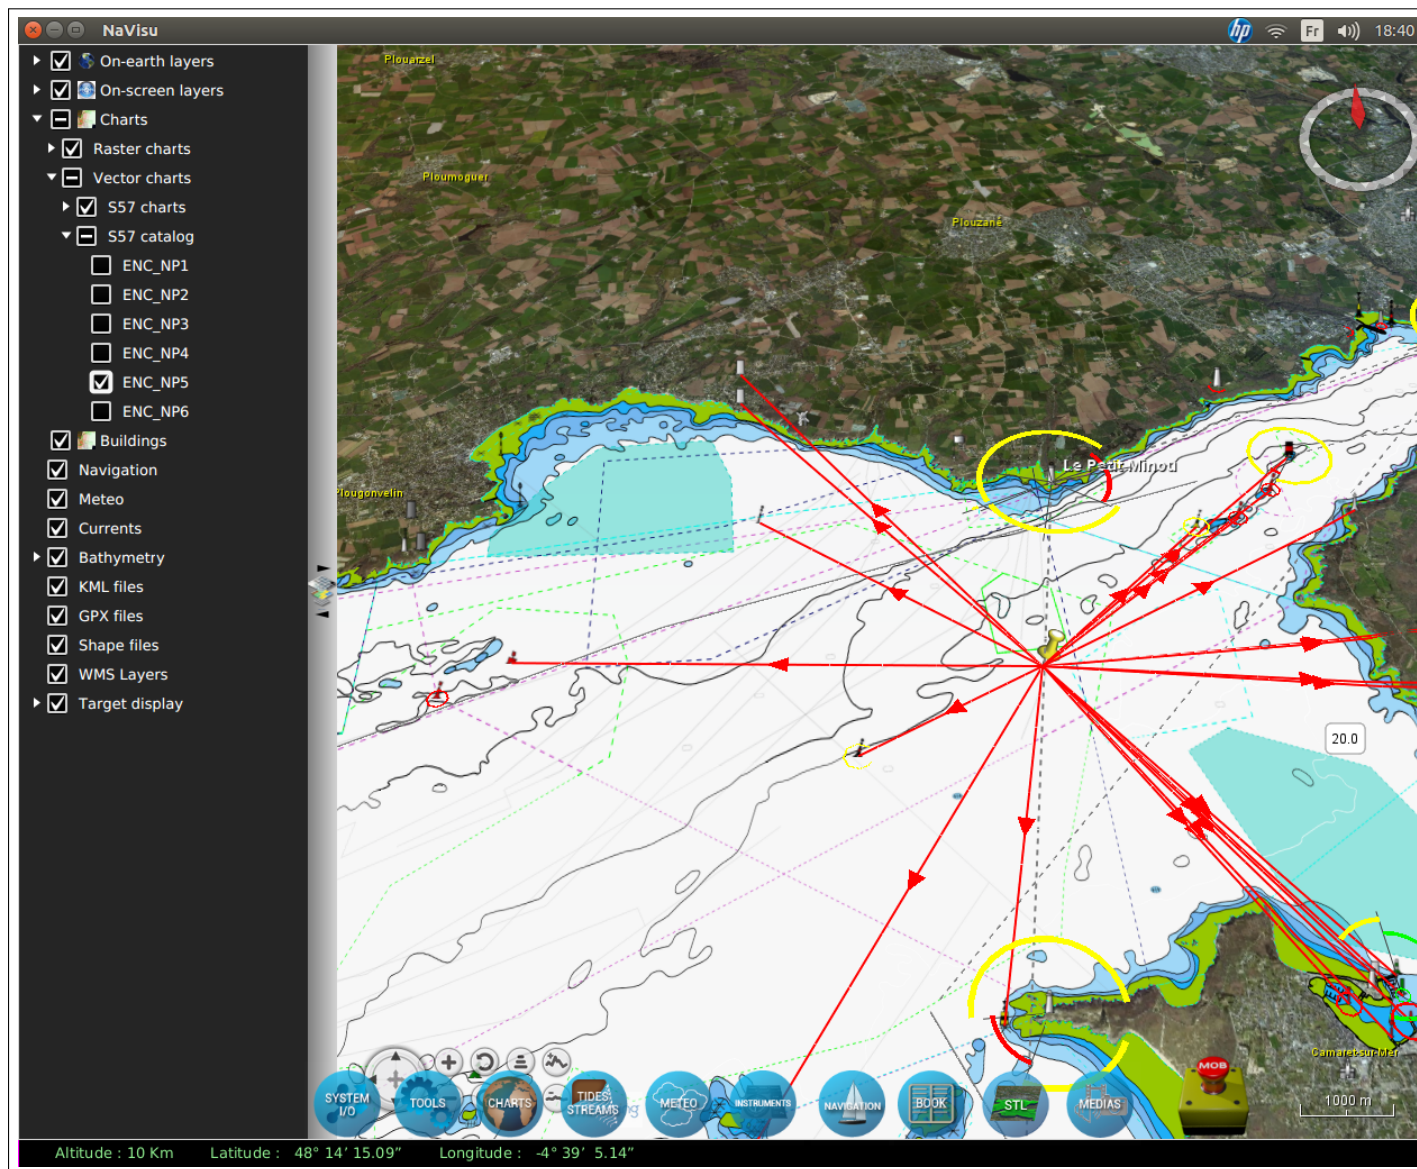 NaVisu
hp
Fr
18:40
On-earth layers
On-screen layers
Charts
Raster charts
Vector charts
S57 charts
S57 catalog
ENC_NP1
ENC_NP2
ENC_NP3
ENC_NP4
ENC_NP5
ENC_NP6
Buildings
Navigation
Meteo
Currents
Bathymetry
KML files
GPX files
Shape files
WMS Layers
Target display
Plouarzel
Ploumoguer
Plouzané
Le Petit-Minou
Plougonvelin
20.0
Camaret-sur-Mer
SYSTEM
I/O
TOOLS
CHARTS
TIDES
STREAMS
METEO
INSTRUMENTS
NAVIGATION
BOOK
STL
MEDIAS
MOB
1000 m
Altitude : 10 Km Latitude : 48° 14’ 15.09” Longitude : -4° 39’ 5.14”